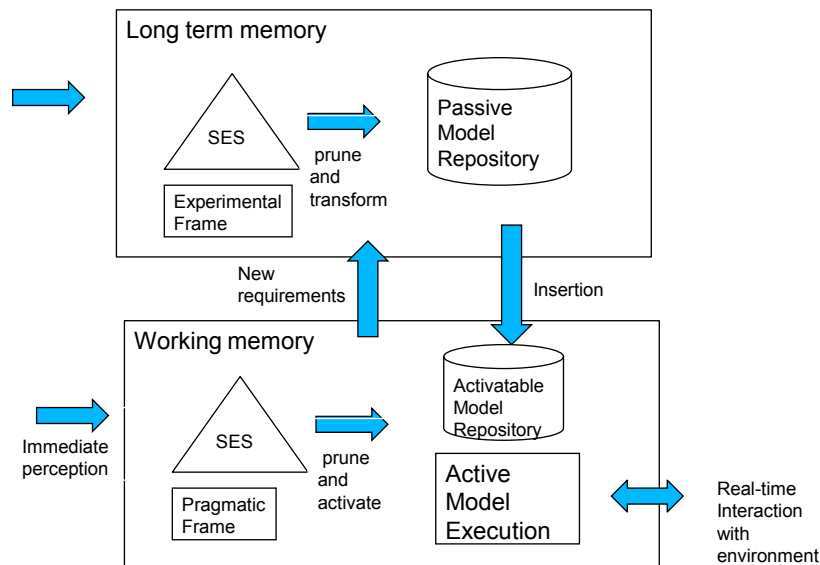 Long term memory
SES
prune
and
transform
Experimental
Frame
Passive
Model
Repository
New
requirements
Insertion
Working memory
Immediate
perception
SES
prune
and
activate
Pragmatic
Frame
Activatable
Model
Repository
Active
Model
Execution
Real-time
Interaction
with
environment